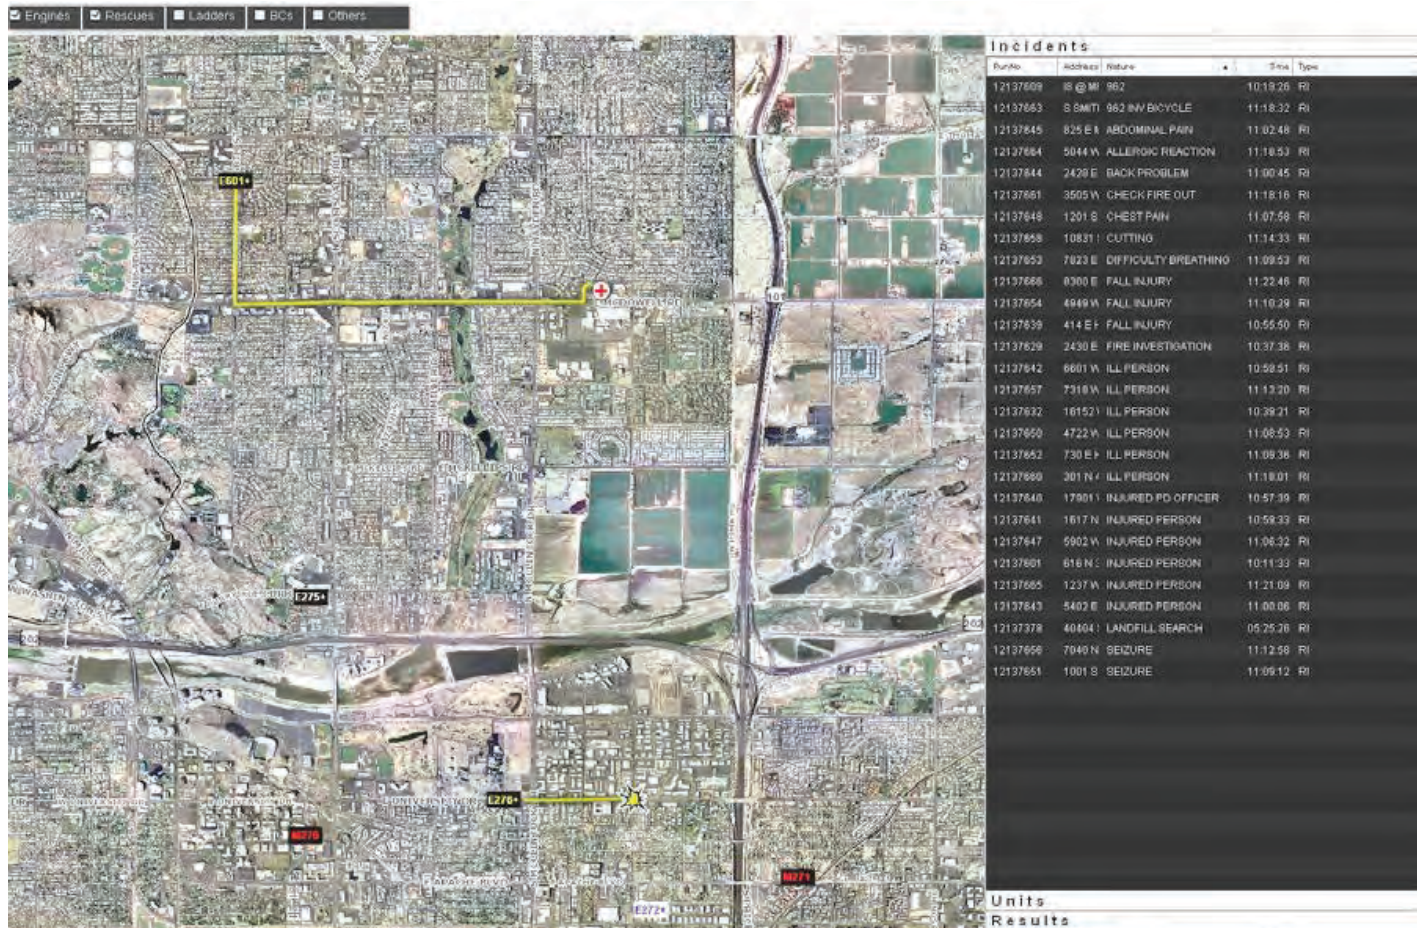 Engines Rescues Ladders BCs Others
Incidents
RunNo Address Nature Time Type
12137609 IS @ MI 962 10:19:26 RI
12137663 S SMITI 962 INV BICYCLE 11:18:32 RI
12137645 825 E ABDOMINAL PAIN 11:02:48 RI
12137664 5044 W ALLERGIC REACTION 11:18:53 RI
12137644 2428 E BACK PROBLEM 11:00:45 RI
12137661 3505 W CHECK FIRE OUT 11:18:16 RI
12137648 1201 S CHEST PAIN 11:07:58 RI
12137658 10831 CUTTING 11:14:33 RI
12137653 7823 E DIFFICULTY BREATHING 11:09:53 RI
12137666 8300 E FALL INJURY 11:22:46 RI
12137654 4949 W FALL INJURY 11:10:29 RI
12137639 414 E FALL INJURY 10:55:50 RI
12137629 2430 E FIRE INVESTIGATION 10:37:36 RI
12137642 6601 W ILL PERSON 10:59:51 RI
12137657 7318 W ILL PERSON 11:13:20 RI
12137632 16152 ILL PERSON 10:39:21 RI
12137650 4722 W ILL PERSON 11:08:53 RI
12137652 730 E ILL PERSON 11:09:36 RI
12137660 301 N ILL PERSON 11:18:01 RI
12137640 17901 INJURED PD OFFICER 10:57:39 RI
12137641 1617 N INJURED PERSON 10:59:33 RI
12137647 5902 W INJURED PERSON 11:06:32 RI
12137601 616 N INJURED PERSON 10:11:33 RI
12137665 1237 W INJURED PERSON 11:21:09 RI
12137643 5402 E INJURED PERSON 11:00:06 RI
12137378 40404 LANDFILL SEARCH 05:25:26 RI
12137656 7040 N SEIZURE 11:12:58 RI
12137651 1001 S SEIZURE 11:09:12 RI
Units
Results
E601+
101
E275+
202
202
UNIVERSITY DR
E276+
M276
M271
E APACHE BLVD
E272+